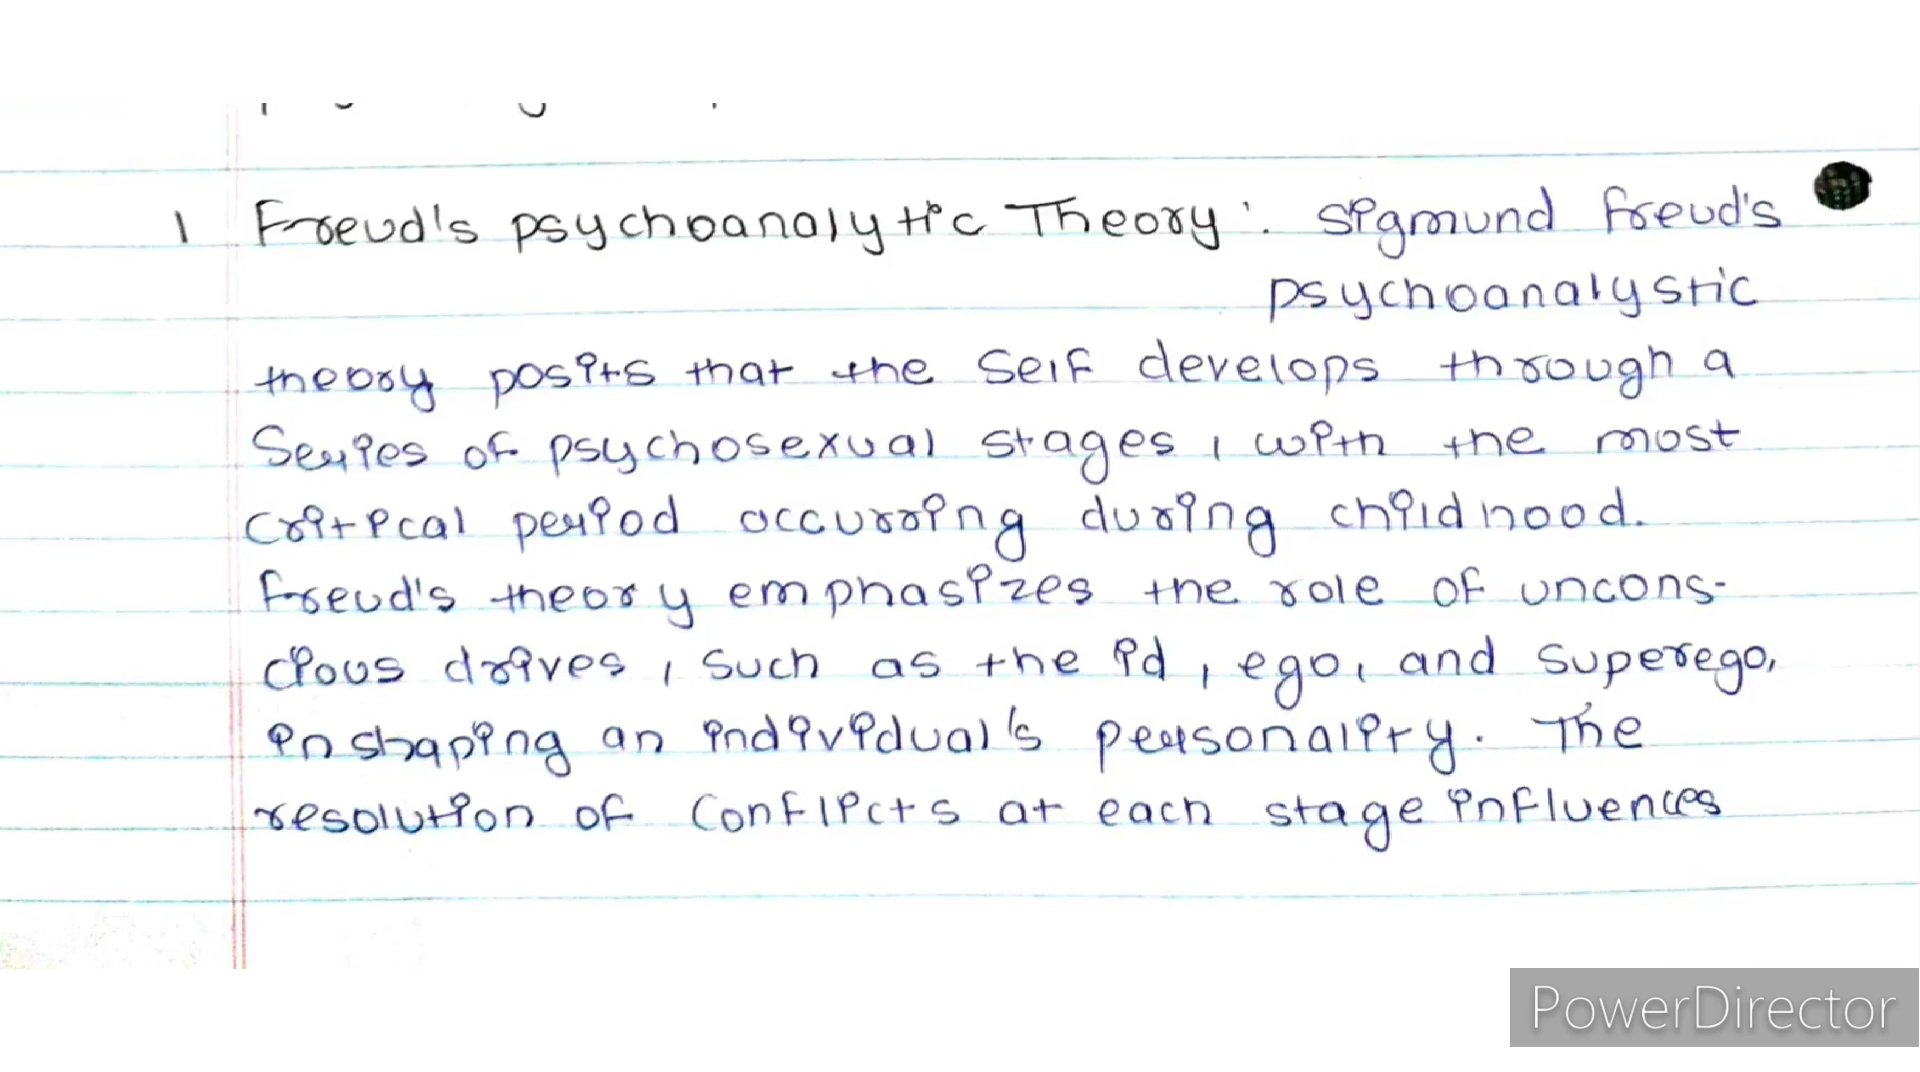 1 Freud's psychoanalytic Theory: Sigmund Freud's
psychoanalystic
theory posits that the self develops through a
Series of psychosexual stages, with the most
Critical period occurring during childhood.
Freud's theory emphasizes the role of uncons-
cious drives, such as the id, ego, and superego,
in shaping an individual's personality. The
resolution of Conflicts at each stage influences
PowerDirector